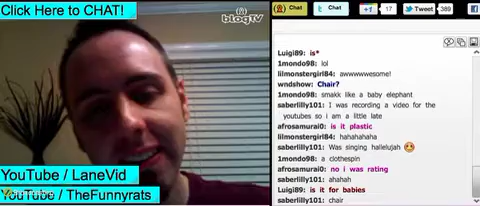 Click Here to CHAT!
blogTV
YouTube / LaneVid
YouTube / TheFunnyrats
Chat
Chat
+1
17
Tweet
389
Luigi89: is*
1mondo98: lol
lilmonstergirl84: awwwwwesome!
wndshow: Chair?
1mondo98: smakk like a baby elephant
saberlilly101: I was recording a video for the
youtubes so i am a little late
afrosamurai0: is it plastic
lilmonstergirl84: hahahahaha
saberlilly101: Was singing hallelujah
1mondo98: a clothespin
afrosamurai0: no i was rating
saberlilly101: ahahah
Luigi89: is it for babies
saberlilly101: chair